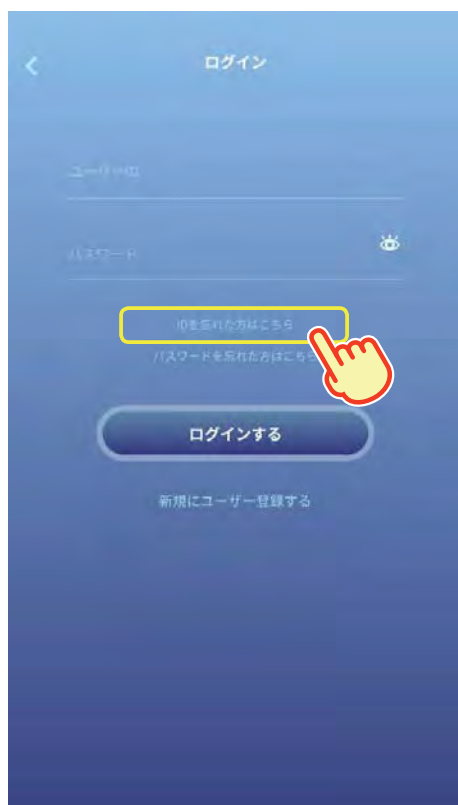 ログイン
ユーザーID
パスワード
IDを忘れた方はこちら
パスワードを忘れた方はこちら
ログインする
新規にユーザー登録する